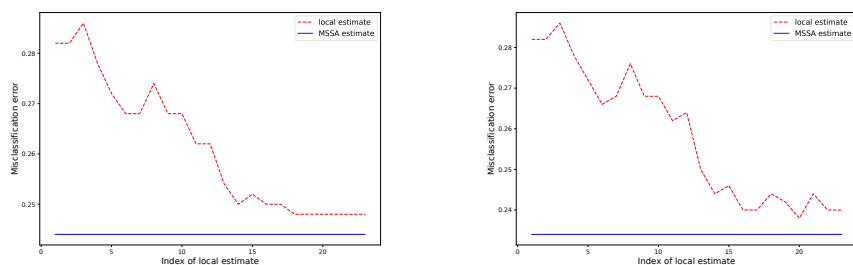 local estimate
MSSA estimate
Misclassification error
0.28
0.27
0.26
0.25
0 5 10 15 20
Index of local estimate
local estimate
MSSA estimate
Misclassification error
0.28
0.27
0.26
0.25
0.24
0 5 10 15 20
Index of local estimate